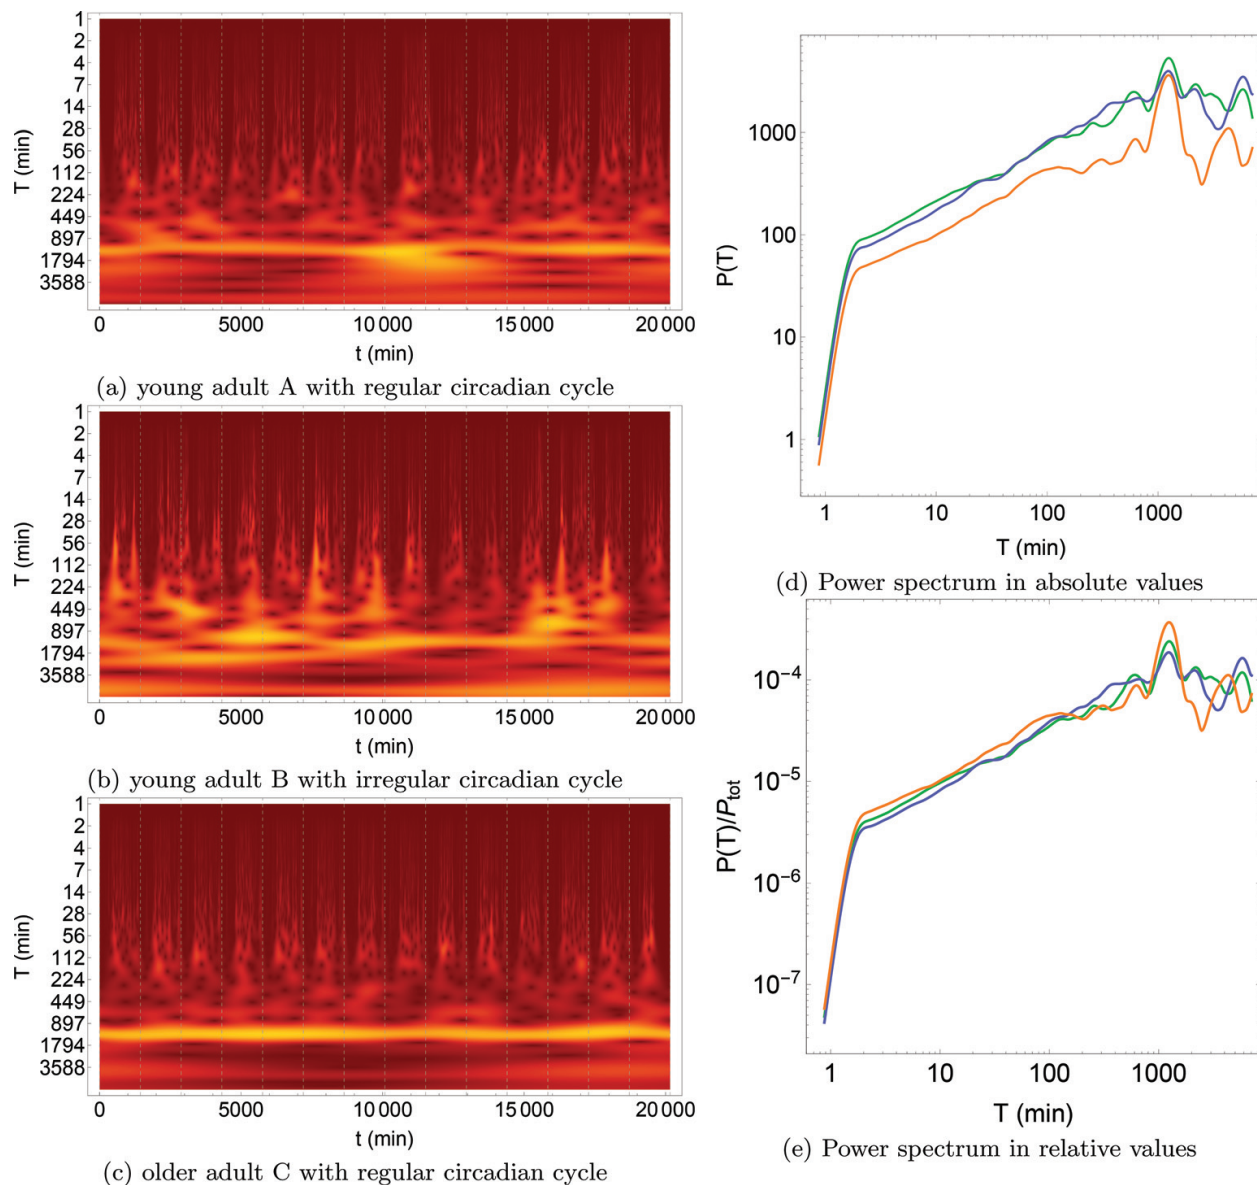 1
2
4
7
14
28
56
112
224
449
897
1794
3588
T (min)
0 5000 10 000 15 000 20 000
t (min)
(a) young adult A with regular circadian cycle
1
2
4
7
14
28
56
112
224
449
897
1794
3588
T (min)
0 5000 10 000 15 000 20 000
t (min)
(b) young adult B with irregular circadian cycle
1
2
4
7
14
28
56
112
224
449
897
1794
3588
T (min)
0 5000 10 000 15 000 20 000
t (min)
(c) older adult C with regular circadian cycle
1000
100
10
1
P(T)
1 10 100 1000
T (min)
(d) Power spectrum in absolute values
10⁻⁴
10⁻⁵
10⁻⁶
10⁻⁷
P(T)/Ptot
1 10 100 1000
T (min)
(e) Power spectrum in relative values